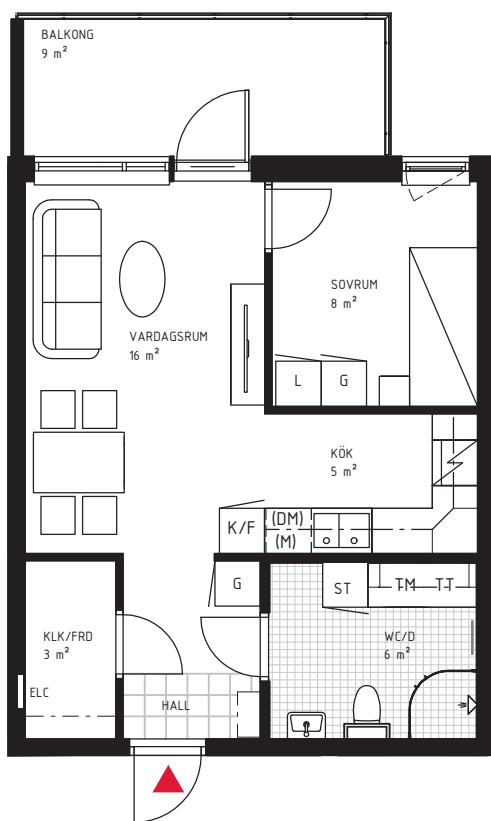 BALKONG
9 m²
SOVRUM
8 m²
VARDAGSRUM
16 m²
L G
KÖK
5 m²
K/F (DM)
(M)
G ST TM TT
KLK/FRD
3 m²
WC/D
6 m²
ELC
HALL